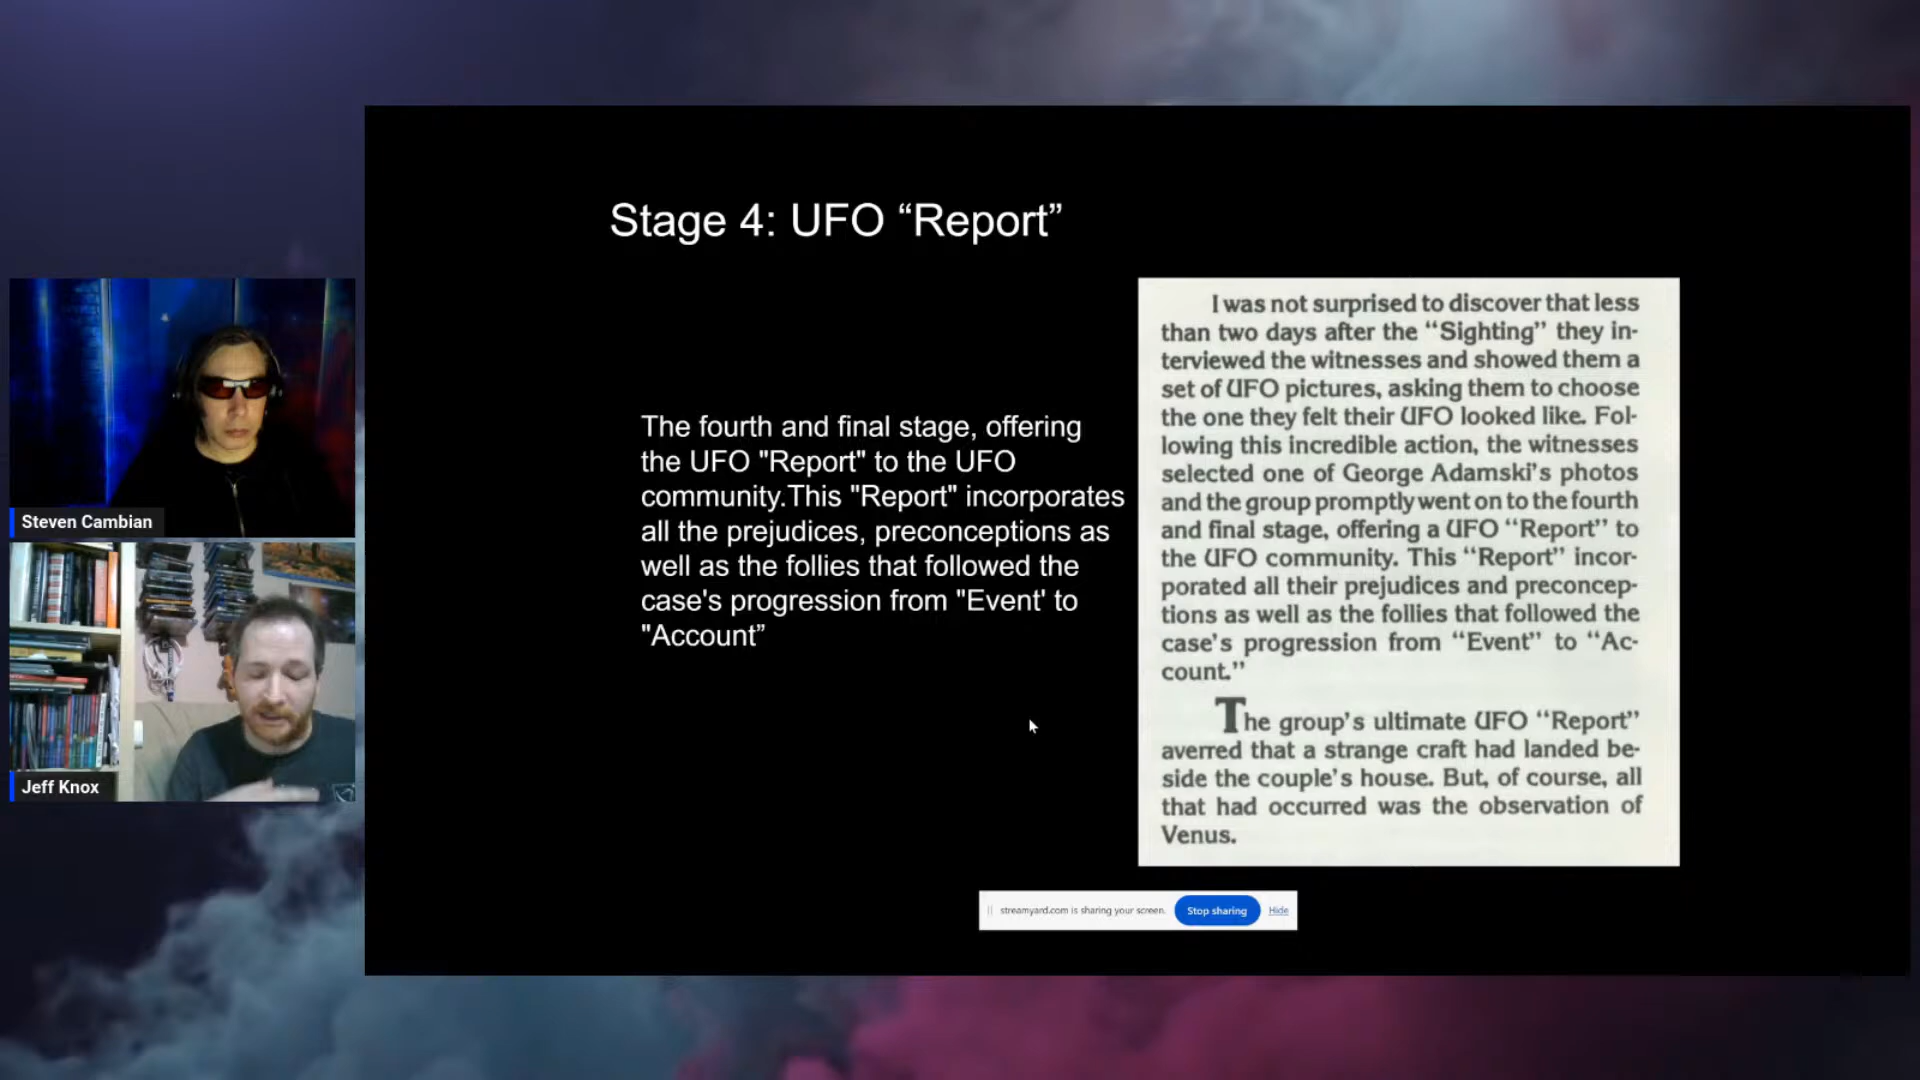 Stage 4: UFO “Report”
The fourth and final stage, offering
the UFO "Report" to the UFO
community.This "Report" incorporates
all the prejudices, preconceptions as
well as the follies that followed the
case's progression from "Event' to
"Account”
I was not surprised to discover that less
than two days after the “Sighting” they in-
terviewed the witnesses and showed them a
set of UFO pictures, asking them to choose
the one they felt their UFO looked like. Fol-
lowing this incredible action, the witnesses
selected one of George Adamski’s photos
and the group promptly went on to the fourth
and final stage, offering a UFO “Report” to
the UFO community. This “Report” incor-
porated all their prejudices and preconcep-
tions as well as the follies that followed the
case’s progression from “Event” to “Ac-
count.”
The group’s ultimate UFO “Report”
averred that a strange craft had landed be-
side the couple’s house. But, of course, all
that had occurred was the observation of
Venus.
Steven Cambian
Jeff Knox
streamyard.com is sharing your screen.
Stop sharing
Hide